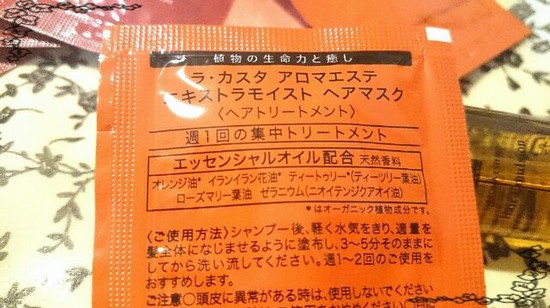 植物の生命力と癒し
ラ・カスタ アロマエステ
エキストラモイスト ヘアマスク
〈ヘアトリートメント〉
週1回の集中トリートメント
エッセンシャルオイル配合 天然香料
オレンジ油* イランイラン花油* ティートゥリー*(ティーツリー葉油)
ローズマリー葉油 ゼラニウム(ニオイテンジクアオイ油)
*はオーガニック植物成分です。
〈ご使用方法〉シャンプー後、軽く水気をきり、適量を
髪全体になじませるように塗布し、3〜5分そのままに
してから洗い流してください。週1〜2回のご使用を
おすすめします。
ご注意〇頭皮に異常がある時は、使用しないでください